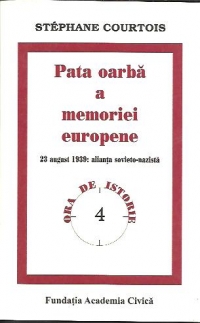 STÉPHANE COURTOIS
Pata oarbă
a
memoriei
europene
23 august 1939: alianța sovieto-nazistă
ORA DE ISTORIE
4
Fundația Academia Civică